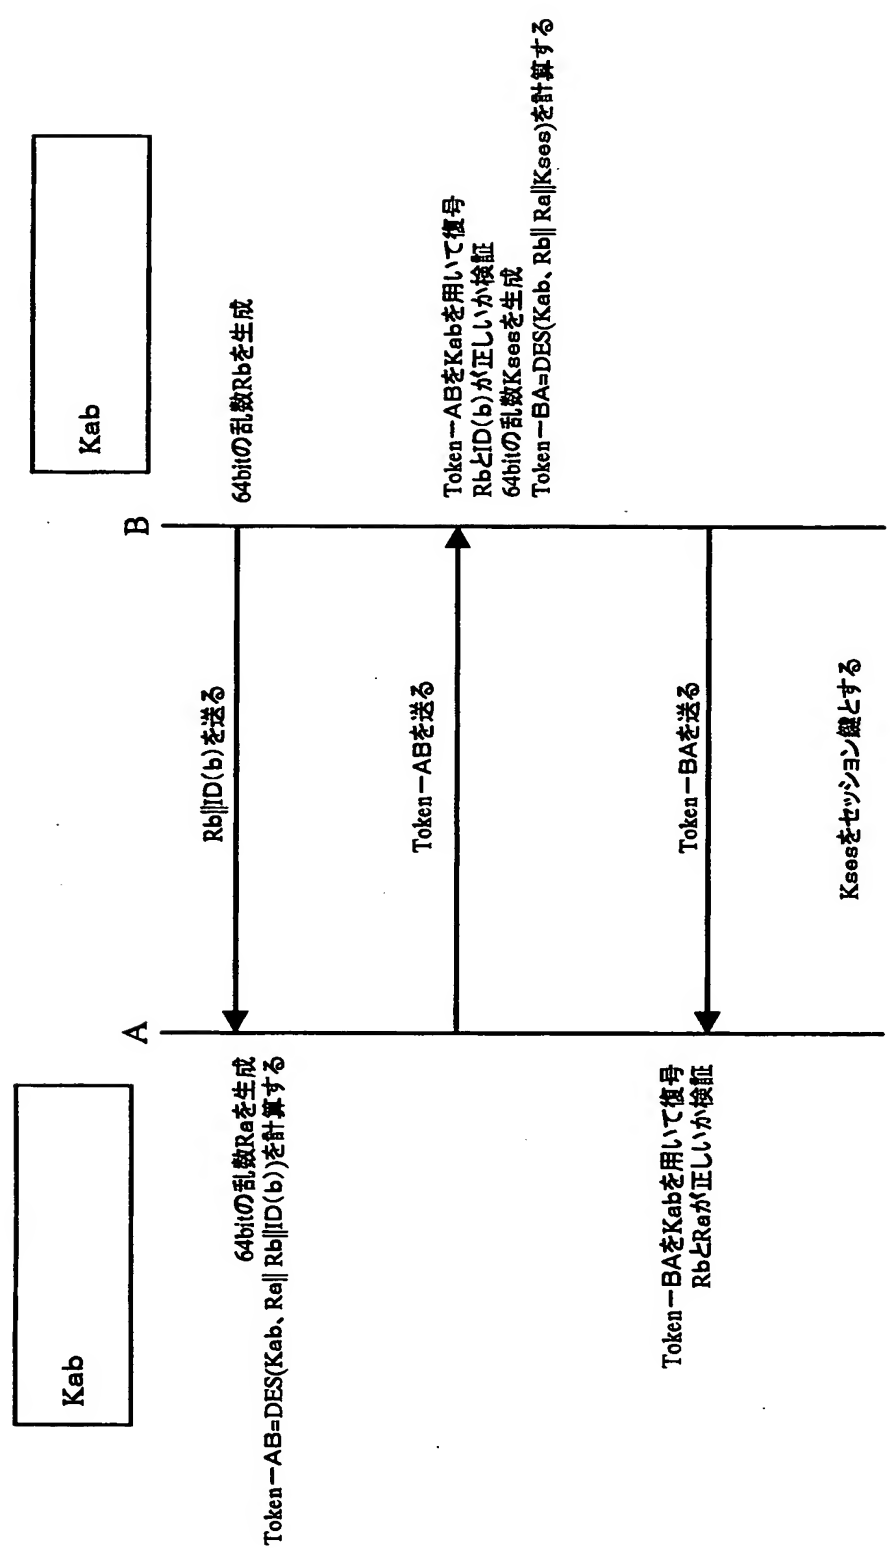 Kab
Kab
A
B
64bitの乱数Rbを生成
Rb||ID(b)を送る
64bitの乱数Raを生成
Token－AB=DES(Kab、Ra|| Rb||ID(b))を計算する
Token－ABを送る
Token－ABをKabを用いて復号
RbとID(b)が正しいか検証
64bitの乱数Ksesを生成
Token－BA=DES(Kab、Rb|| Ra||Kses)を計算する
Token－BAを送る
Token－BAをKabを用いて復号
RbとRaが正しいか検証
Ksesをセッション鍵とする